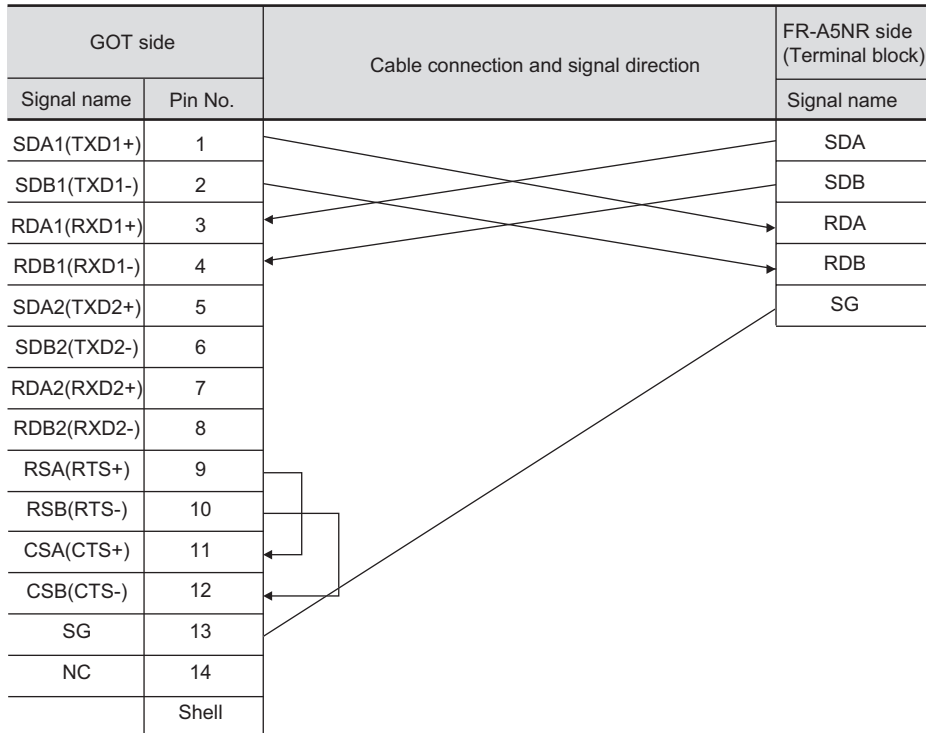 GOT side
Cable connection and signal direction
FR-A5NR side
(Terminal block)
Signal name
Pin No.
Signal name
SDA1(TXD1+)
1
SDA
SDB1(TXD1-)
2
SDB
RDA1(RXD1+)
3
RDA
RDB1(RXD1-)
4
RDB
SDA2(TXD2+)
5
SG
SDB2(TXD2-)
6
RDA2(RXD2+)
7
RDB2(RXD2-)
8
RSA(RTS+)
9
RSB(RTS-)
10
CSA(CTS+)
11
CSB(CTS-)
12
SG
13
NC
14
Shell